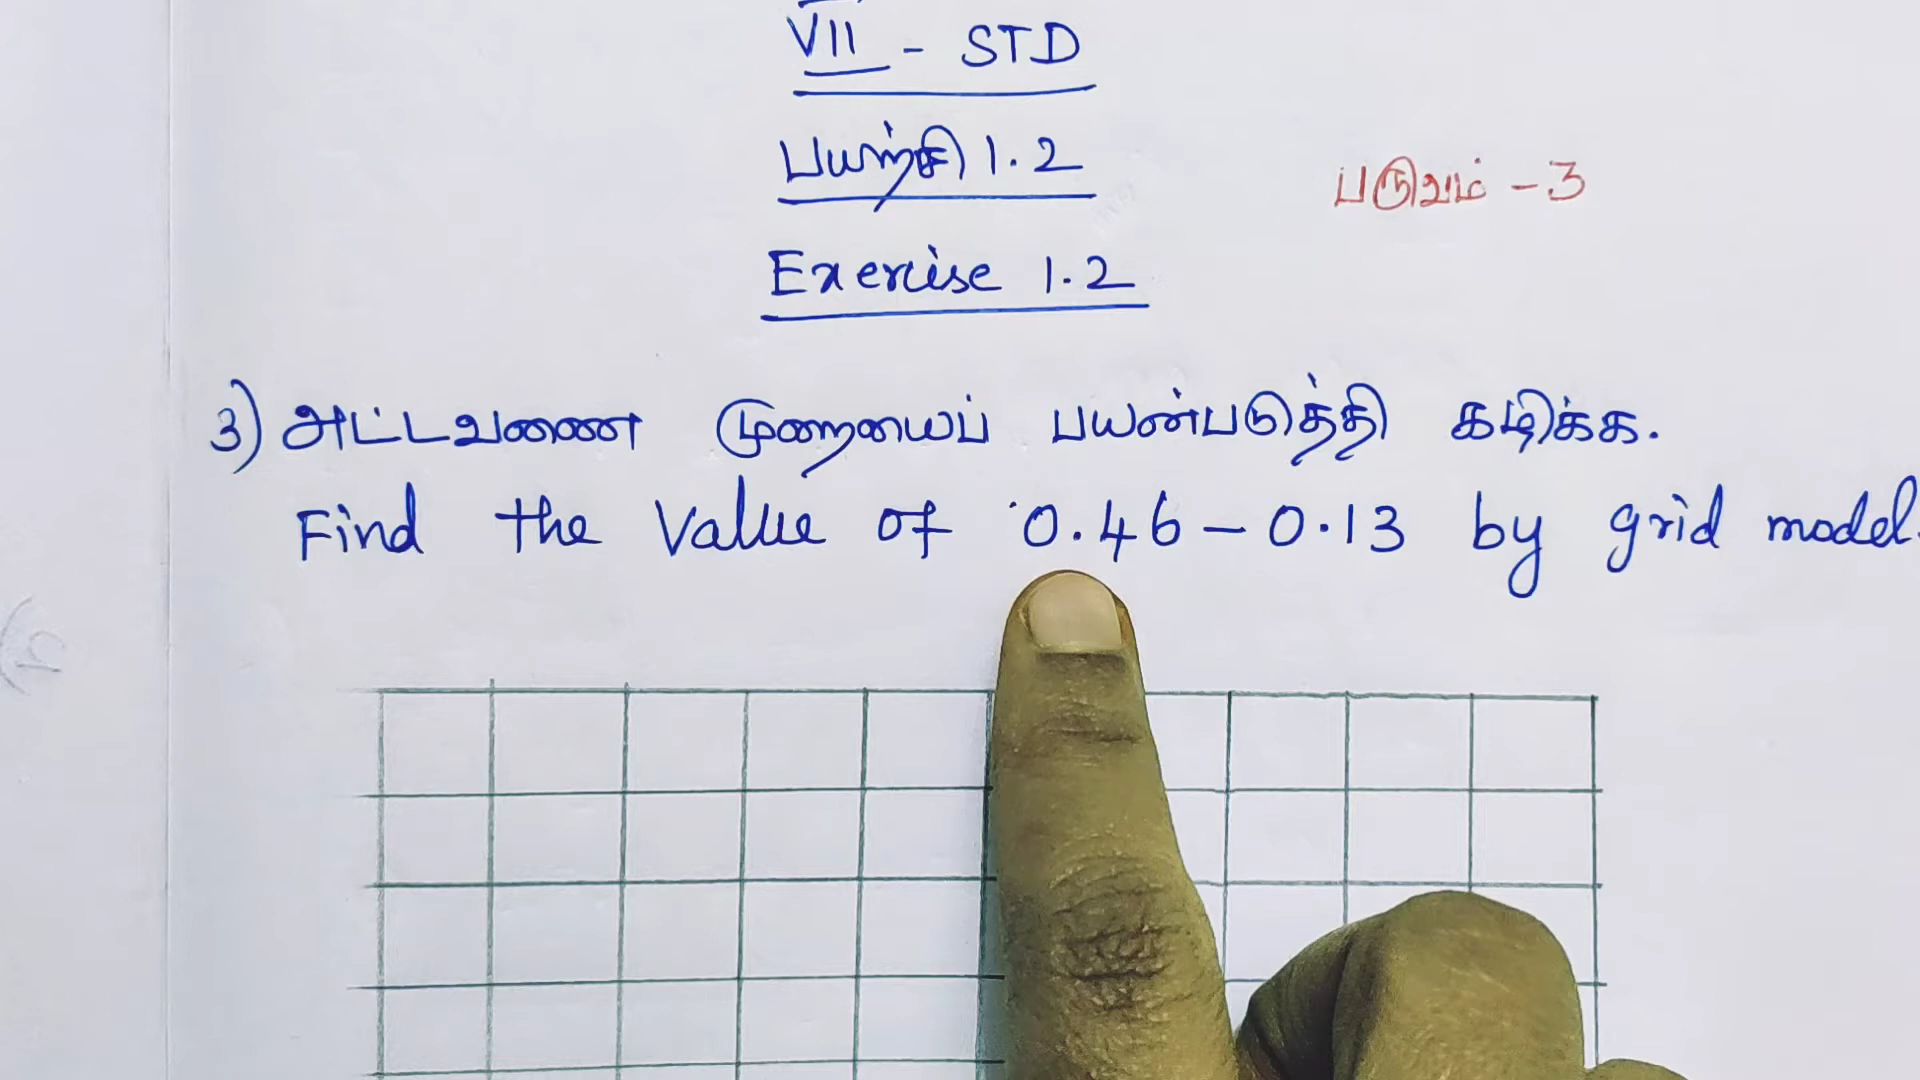 VII - STD
பயிற்சி 1.2
பருவம் - 3
Exercise 1.2
3) அட்டவணை முறையைப் பயன்படுத்தி கழிக்க.
Find the Value of 0.46 - 0.13 by grid model.